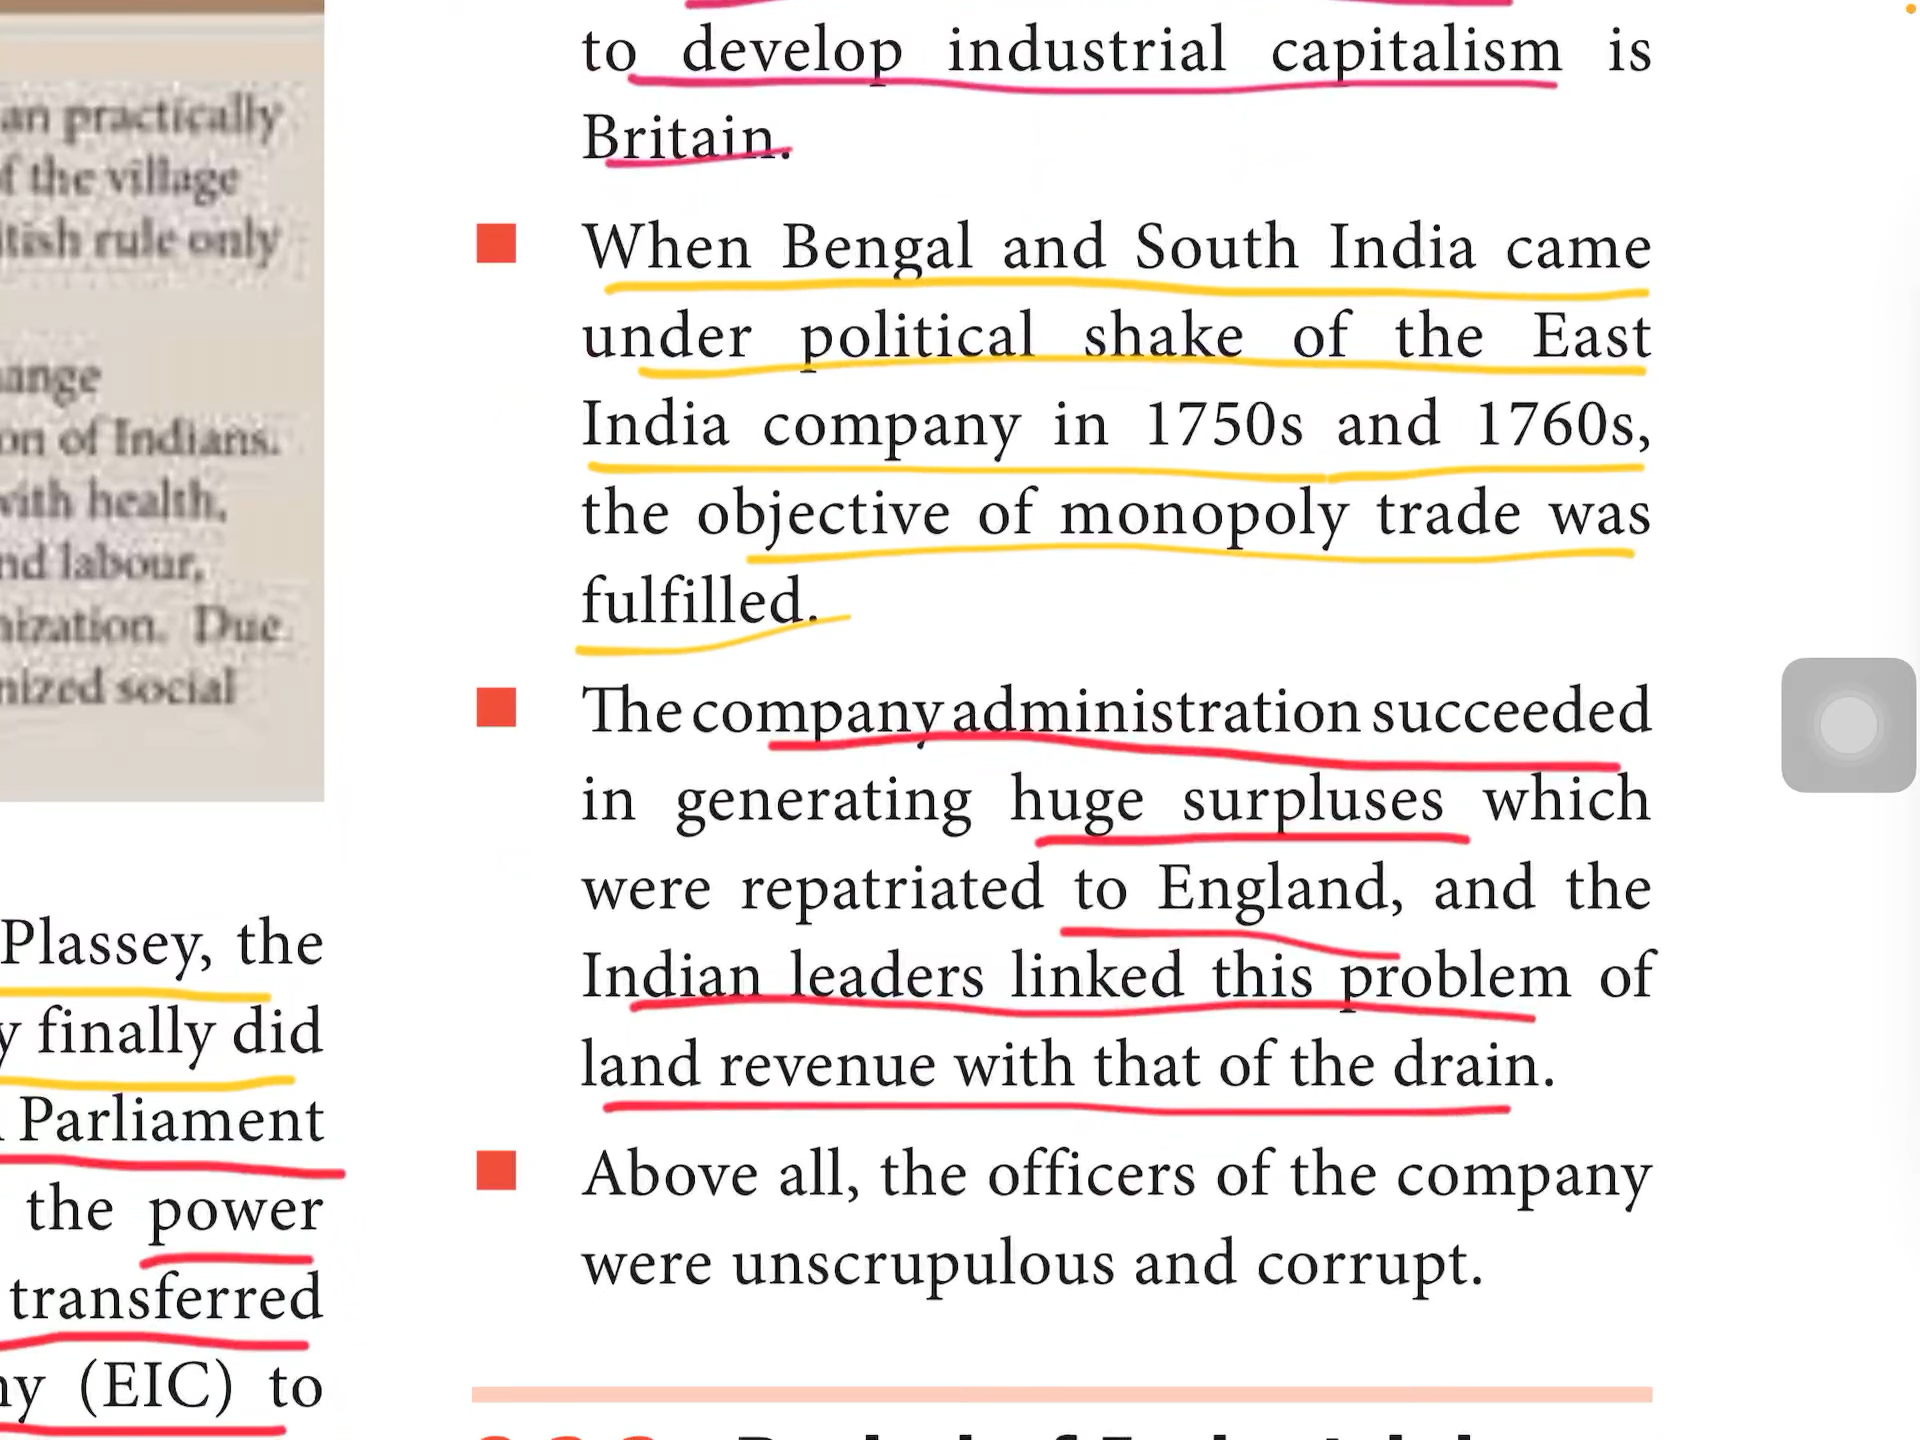 an practically
f the village
itish rule only
ange
on of Indians.
with health,
nd labour,
nization. Due
nized social
Plassey, the
y finally did
Parliament
the power
transferred
ny (EIC) to
to develop industrial capitalism is
Britain.
When Bengal and South India came
under political shake of the East
India company in 1750s and 1760s,
the objective of monopoly trade was
fulfilled.
The company administration succeeded
in generating huge surpluses which
were repatriated to England, and the
Indian leaders linked this problem of
land revenue with that of the drain.
Above all, the officers of the company
were unscrupulous and corrupt.